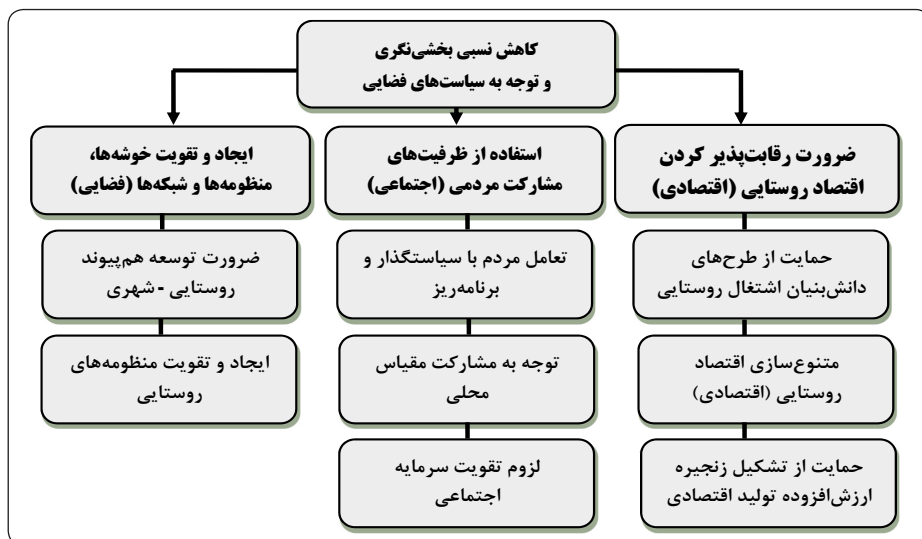 کاهش نسبی بخشی‌نگری
و توجه به سیاست‌های فضایی
ضرورت رقابت‌پذیر کردن
اقتصاد روستایی (اقتصادی)
حمایت از طرح‌های
دانش‌بنیان اشتغال روستایی
متنوع‌سازی اقتصاد
روستایی (اقتصادی)
حمایت از تشکیل زنجیره
ارزش‌افزوده تولید اقتصادی
استفاده از ظرفیت‌های
مشارکت مردمی (اجتماعی)
تعامل مردم با سیاستگذار و
برنامه‌ریز
توجه به مشارکت مقیاس
محلی
لزوم تقویت سرمایه
اجتماعی
ایجاد و تقویت خوشه‌ها،
منظومه‌ها و شبکه‌ها (فضایی)
ضرورت توسعه هم‌پیوند
روستایی - شهری
ایجاد و تقویت منظومه‌های
روستایی